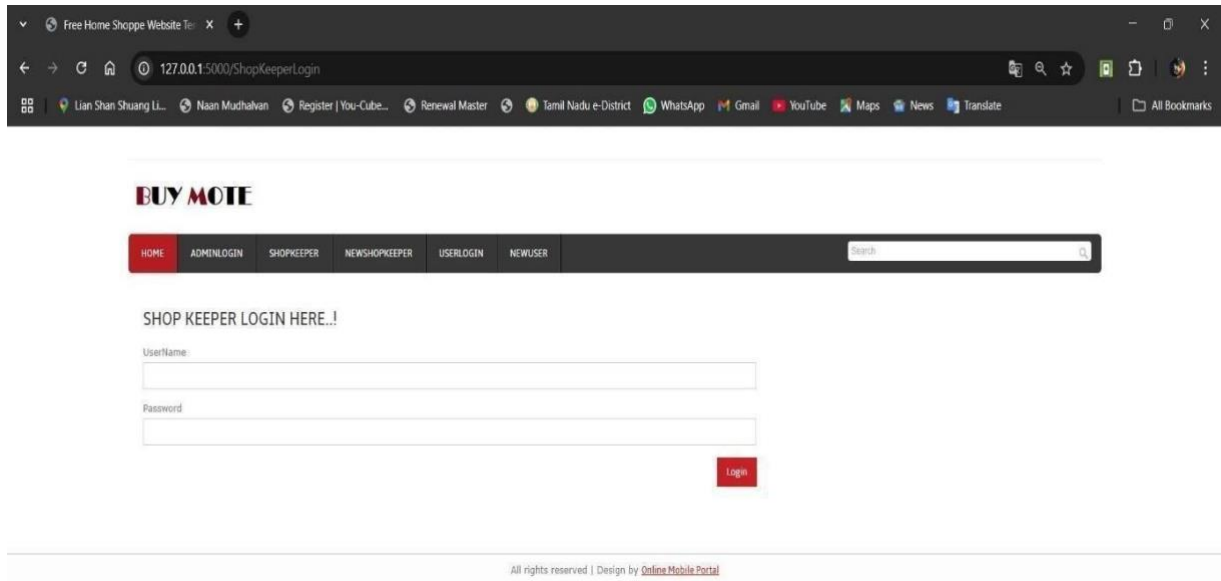 Free Home Shoppe Website Te
127.0.0.1:5000/ShopKeeperLogin
Lian Shan Shuang Li... Naan Mudhalvan Register | You-Cube... Renewal Master Tamil Nadu e-District WhatsApp Gmail YouTube Maps News Translate All Bookmarks
BUY MOTE
HOME ADMINLOGIN SHOPKEEPER NEWSHOPKEEPER USERLOGIN NEWUSER Search
SHOP KEEPER LOGIN HERE..!
UserName
Password
Login
All rights reserved | Design by Online Mobile Portal